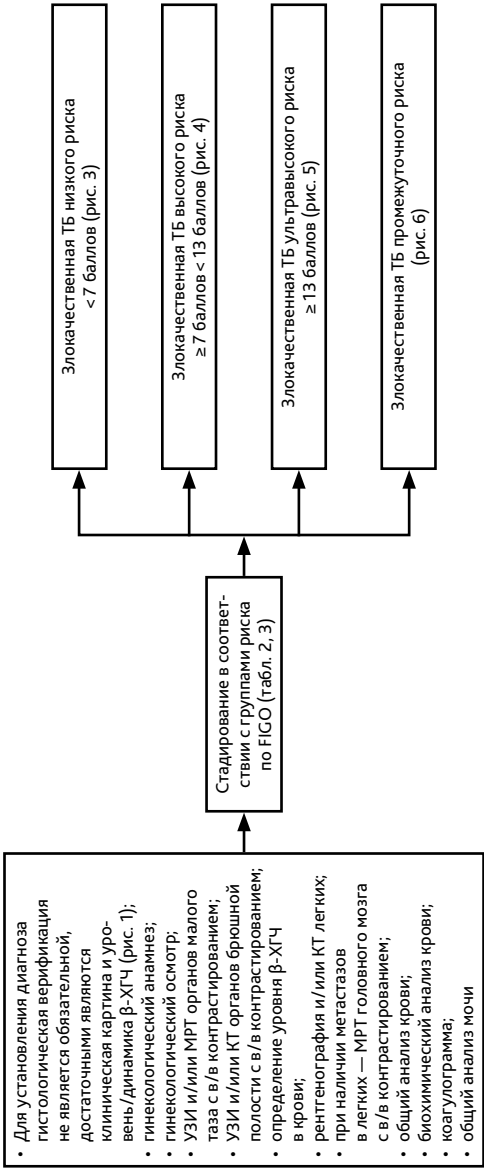 • Для установления диагноза
гистологическая верификация
не является обязательной,
достаточными являются
клиническая картина и уро-
вень/динамика β-ХГЧ (рис. 1);
• гинекологический анамнез;
• гинекологический осмотр;
• УЗИ и/или МРТ органов малого
таза с в/в контрастированием;
• УЗИ и/или КТ органов брюшной
полости с в/в контрастированием;
• определение уровня β-ХГЧ
в крови;
• рентгенография и/или КТ легких;
• при наличии метастазов
в легких — МРТ головного мозга
с в/в контрастированием;
• общий анализ крови;
• биохимический анализ крови;
• коагулограмма;
• общий анализ мочи
Стадирование в соответ-
ствии с группами риска
по FIGO (табл. 2, 3)
Злокачественная ТБ низкого риска
< 7 баллов (рис. 3)
Злокачественная ТБ высокого риска
≥ 7 баллов < 13 баллов (рис. 4)
Злокачественная ТБ ультравысокого риска
≥ 13 баллов (рис. 5)
Злокачественная ТБ промежуточного риска
(рис. 6)